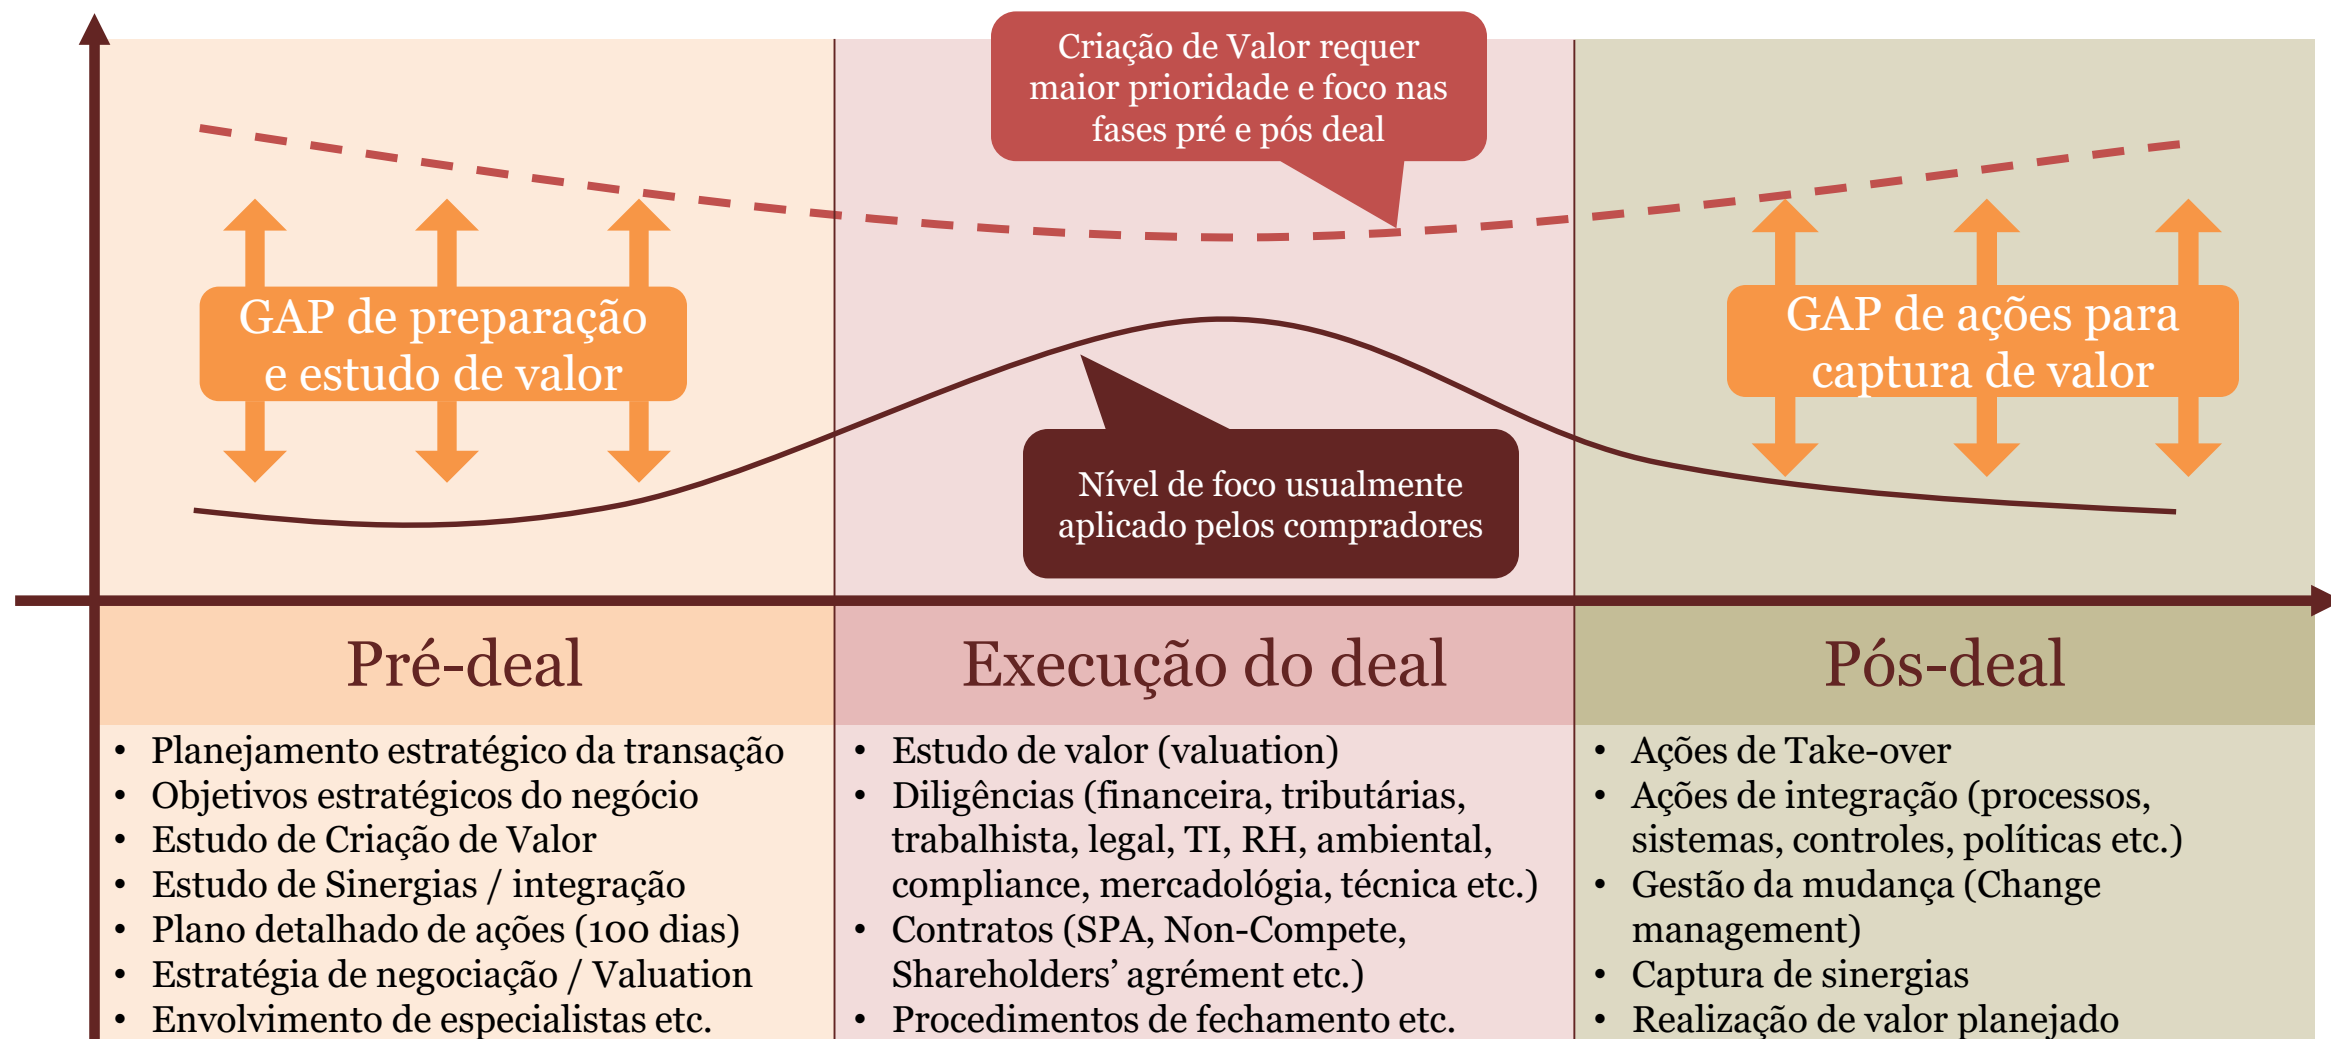 Criação de Valor requer
maior prioridade e foco nas
fases pré e pós deal
GAP de preparação
e estudo de valor
GAP de ações para
captura de valor
Nível de foco usualmente
aplicado pelos compradores
Pré-deal
Execução do deal
Pós-deal
• Planejamento estratégico da transação
• Objetivos estratégicos do negócio
• Estudo de Criação de Valor
• Estudo de Sinergias / integração
• Plano detalhado de ações (100 dias)
• Estratégia de negociação / Valuation
• Envolvimento de especialistas etc.
• Estudo de valor (valuation)
• Diligências (financeira, tributárias,
trabalhista, legal, TI, RH, ambiental,
compliance, mercadológia, técnica etc.)
• Contratos (SPA, Non-Compete,
Shareholders’ agrément etc.)
• Procedimentos de fechamento etc.
• Ações de Take-over
• Ações de integração (processos,
sistemas, controles, políticas etc.)
• Gestão da mudança (Change
management)
• Captura de sinergias
• Realização de valor planejado